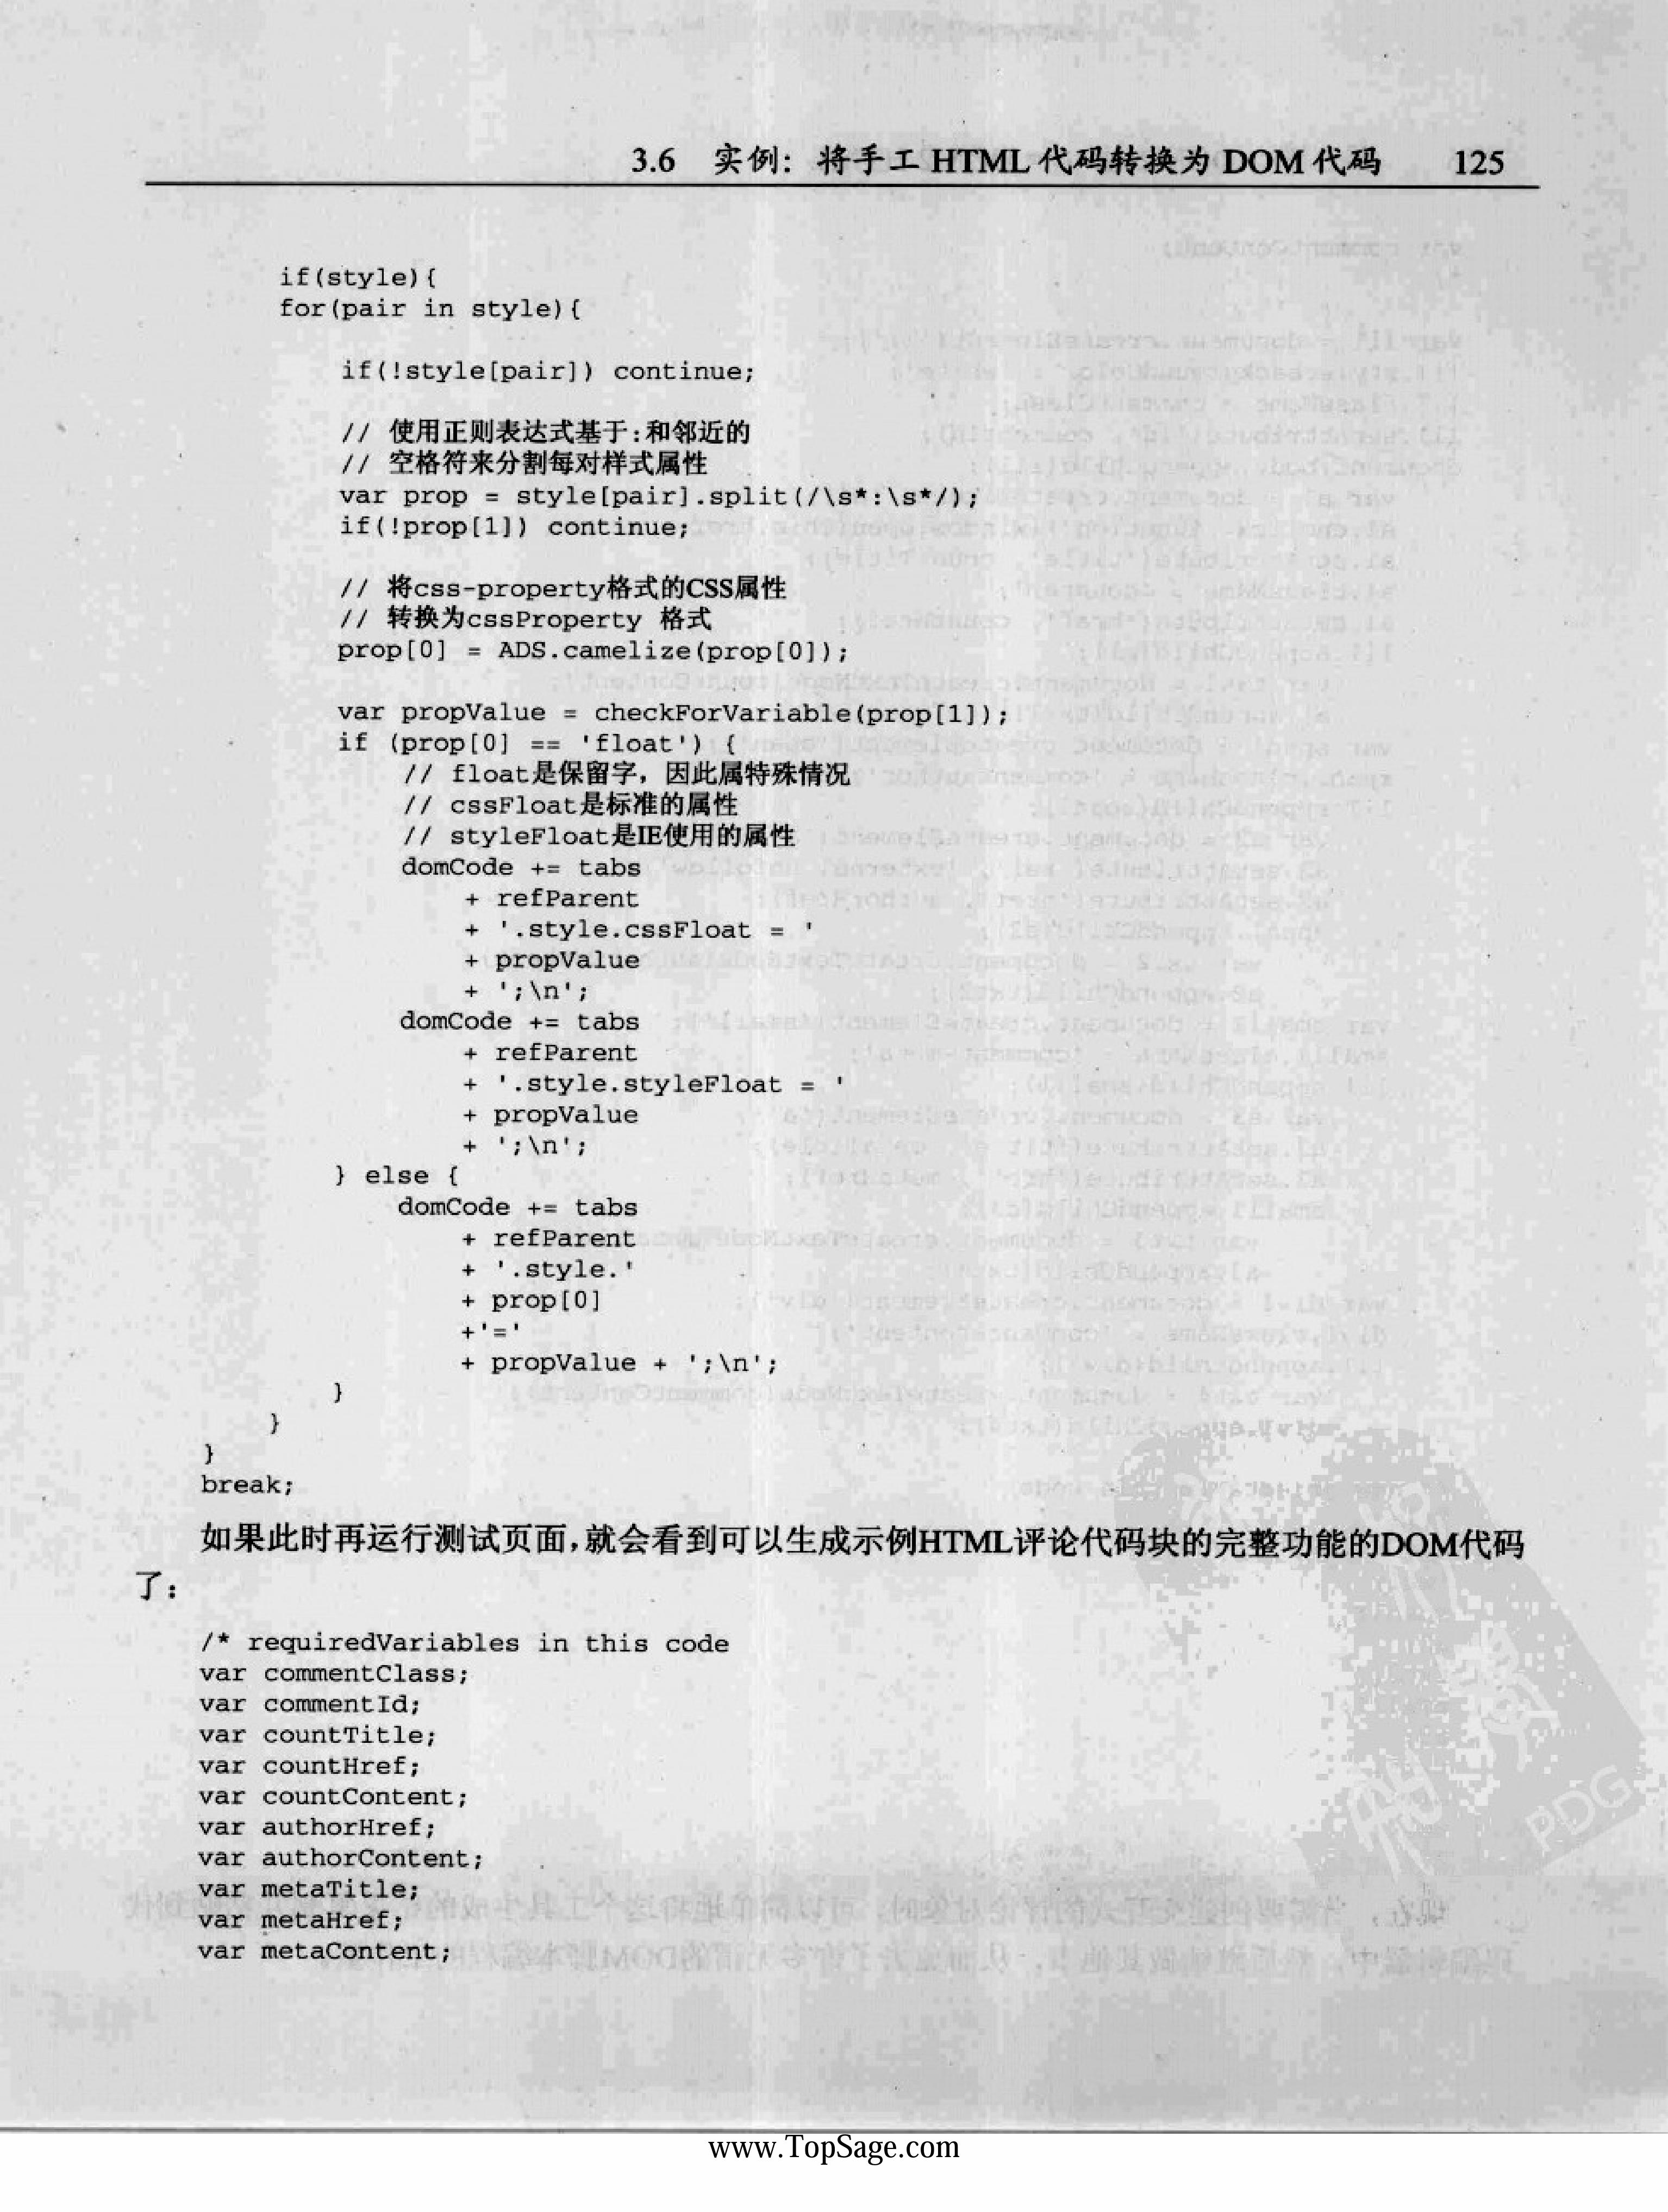 3.6 实例：将手工 HTML 代码转换为 DOM 代码 125
if(style){
for(pair in style){
if(!style[pair]) continue;
// 使用正则表达式基于:和邻近的
// 空格符来分割每对样式属性
var prop = style[pair].split(/\s*:\s*/);
if(!prop[1]) continue;
// 将css-property格式的CSS属性
// 转换为cssProperty 格式
prop[0] = ADS.camelize(prop[0]);
var propValue = checkForVariable(prop[1]);
if (prop[0] == 'float') {
// float是保留字，因此属特殊情况
// cssFloat是标准的属性
// styleFloat是IE使用的属性
domCode += tabs
+ refParent
+ '.style.cssFloat = '
+ propValue
+ ';\n';
domCode += tabs
+ refParent
+ '.style.styleFloat = '
+ propValue
+ ';\n';
} else {
domCode += tabs
+ refParent
+ '.style.'
+ prop[0]
+'='
+ propValue + ';\n';
}
}
}
break;
如果此时再运行测试页面，就会看到可以生成示例HTML评论代码块的完整功能的DOM代码
了：
/* requiredVariables in this code
var commentClass;
var commentId;
var countTitle;
var countHref;
var countContent;
var authorHref;
var authorContent;
var metaTitle;
var metaHref;
var metaContent;
PDG
www.TopSage.com